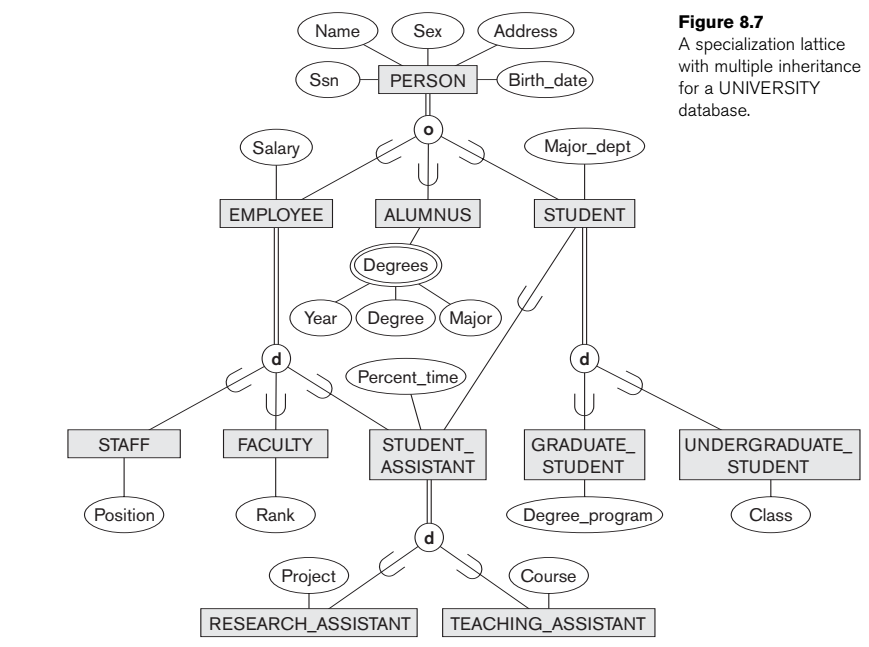 Figure 8.7
A specialization lattice
with multiple inheritance
for a UNIVERSITY
database.
Name
Sex
Address
Ssn
PERSON
Birth_date
o
Salary
Major_dept
EMPLOYEE
ALUMNUS
STUDENT
Degrees
Year
Degree
Major
d
d
Percent_time
STAFF
FACULTY
STUDENT_
ASSISTANT
GRADUATE_
STUDENT
UNDERGRADUATE_
STUDENT
Position
Rank
Degree_program
Class
d
Project
Course
RESEARCH_ASSISTANT
TEACHING_ASSISTANT